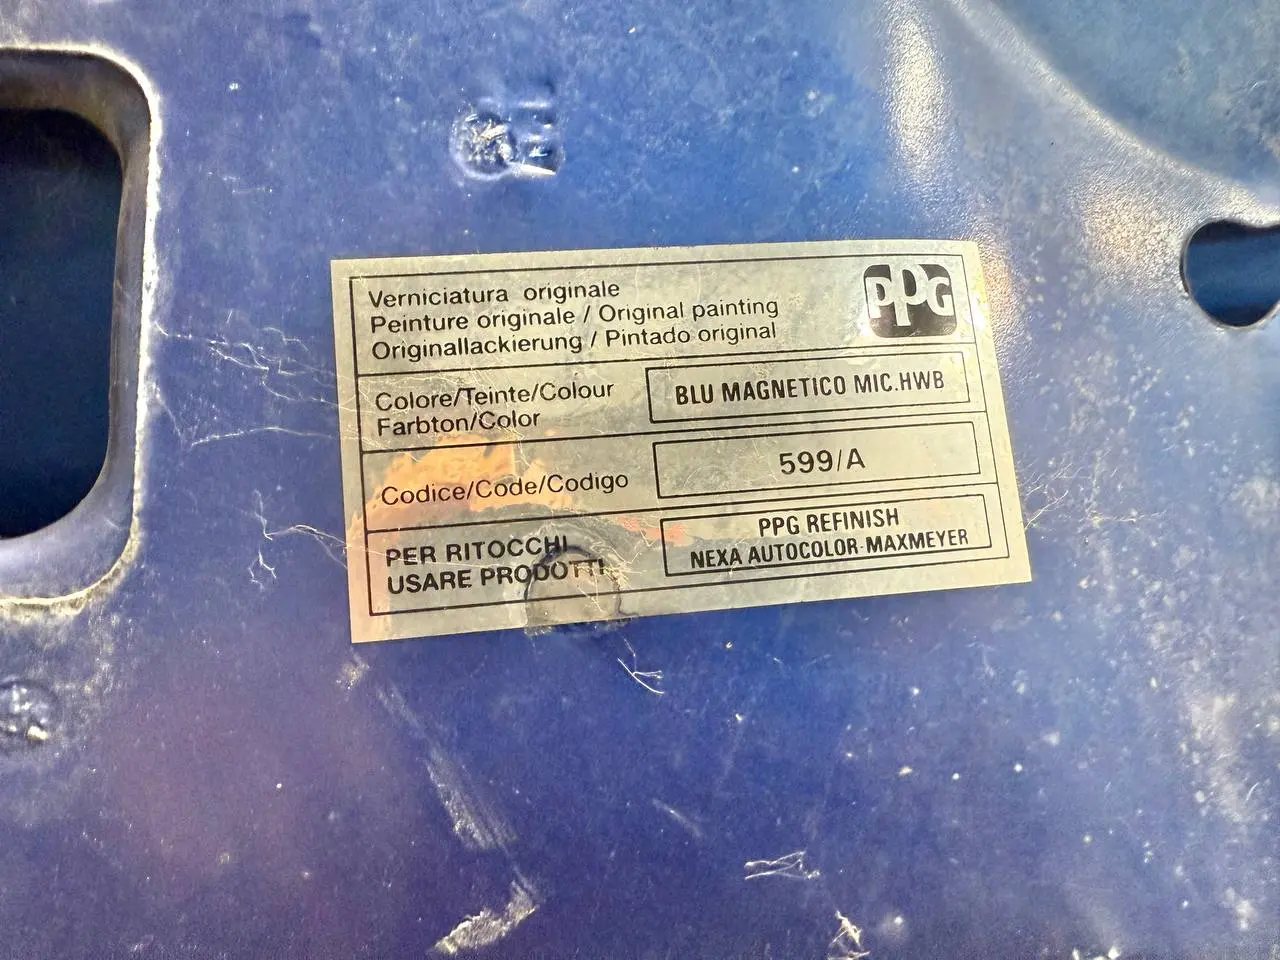 Verniciatura originale
Peinture originale / Original painting
Originallackierung / Pintado original
PPG
Colore/Teinte/Colour
Farbton/Color
BLU MAGNETICO MIC.HWB
Codice/Code/Codigo
599/A
PER RITOCCHI
USARE PRODOTTI
PPG REFINISH
NEXA AUTOCOLOR-MAXMEYER